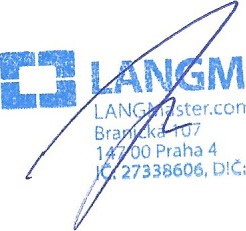 LANGM
LANGMaster.com
Branická 107
147 00 Praha 4
IČ: 27338606, DIČ: